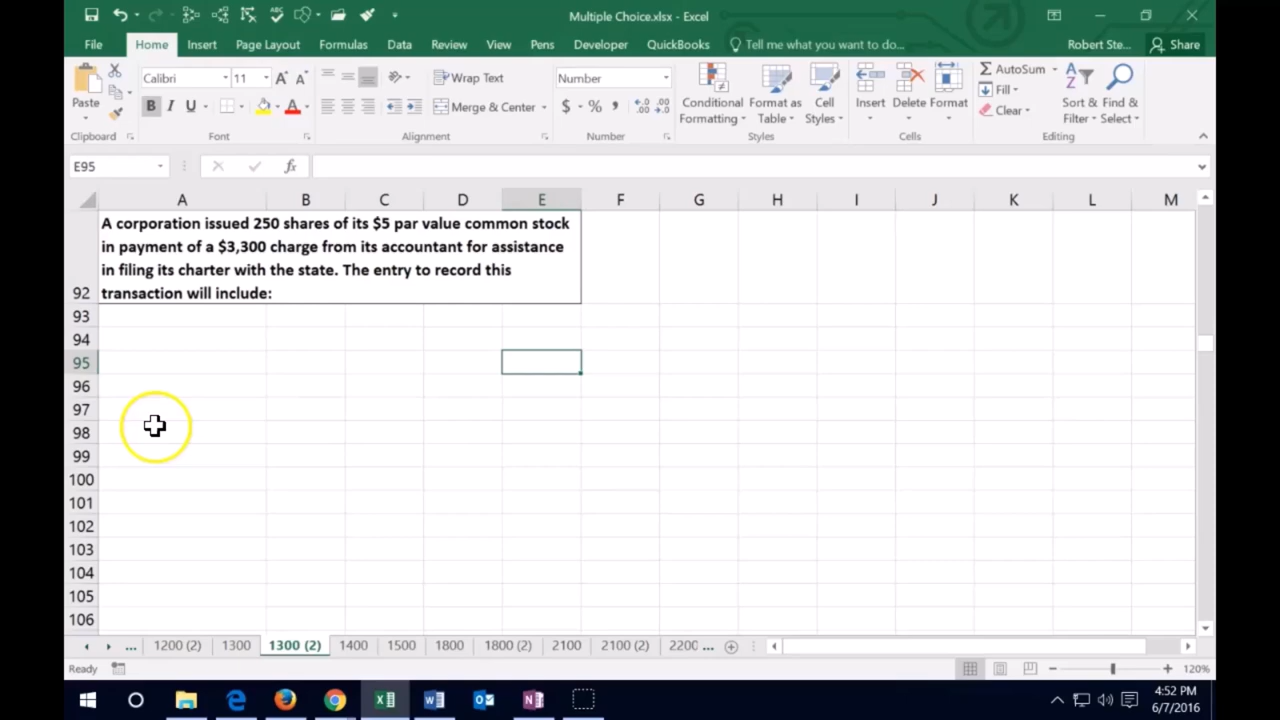 Multiple Choice.xlsx - Excel
File Home Insert Page Layout Formulas Data Review View Pens Developer QuickBooks Tell me what you want to do... Robert Ste... Share
Paste Calibri 11 Wrap Text Number AutoSum
B I U Merge & Center $ % Conditional Formatting Format as Table Cell Styles Insert Delete Format Fill Clear Sort & Filter Find & Select
Clipboard Font Alignment Number Styles Cells Editing
E95 fx
A B C D E F G H I J K L M
A corporation issued 250 shares of its $5 par value common stock
in payment of a $3,300 charge from its accountant for assistance
in filing its charter with the state. The entry to record this
92 transaction will include:
93
94
95
96
97
98
99
100
101
102
103
104
105
106
... 1200 (2) 1300 1300 (2) 1400 1500 1800 1800 (2) 2100 2100 (2) 2200 ...
Ready 120%
4:52 PM
6/7/2016